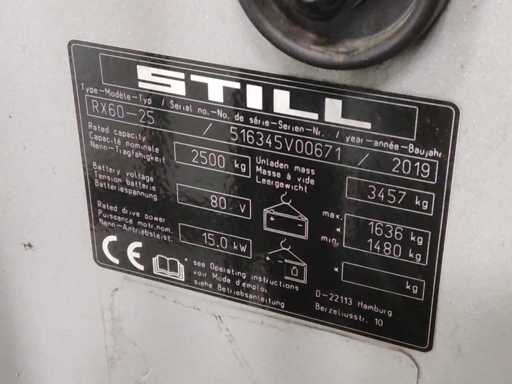 STILL
Type-Modèle-Typ / Serial no.-No. de série-Serien-Nr. / year-année-Baujahr
RX60-25 / 516345V00671 / 2019
Rated capacity
Capacité nominale
Nenn-Tragfähigkeit
2500 kg
Unladen mass
Masse à vide
Leergewicht
3457 kg
Battery voltage
Tension batterie
Batteriespannung
80 V
max. 1636 kg
min. 1480 kg
Rated drive power
Puissance motr.nom.
Nenn-Antriebsleist.
15.0 kW
* kg
CE
* see Operating instructions
voir Mode d'emploi
siehe Betriebsanleitung
D-22113 Hamburg
Berzeliusstr. 10